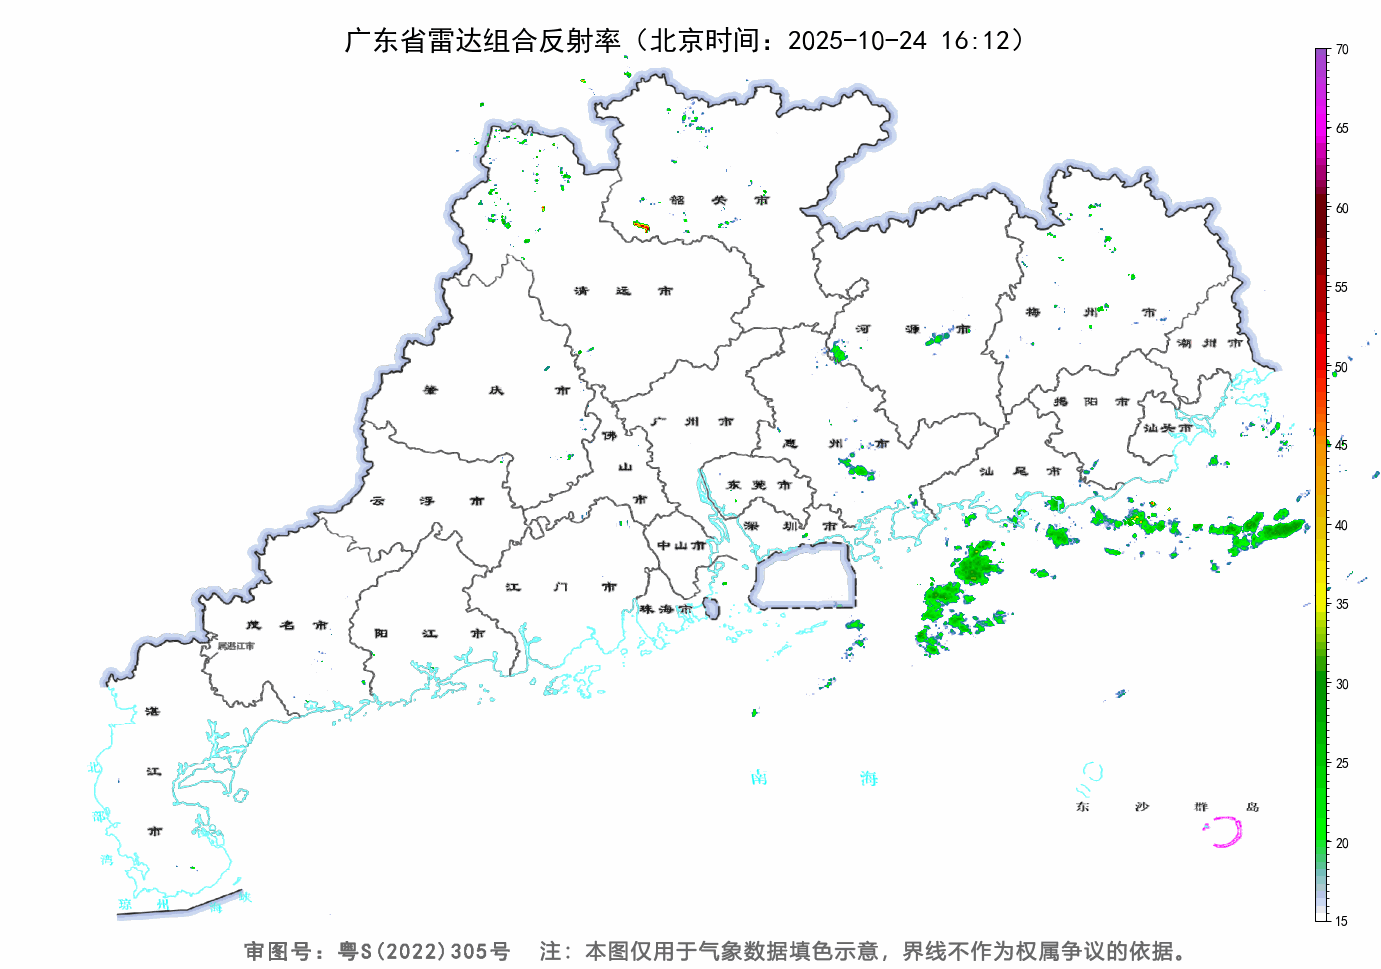 广东省雷达组合反射率（北京时间：2025-10-24 16:12）
70
65
60
55
50
45
40
35
30
25
20
15
韶关市
清远市
河源市
梅州市
潮州市
肇庆市
广州市
揭阳市
佛山市
惠州市
汕头市
云浮市
东莞市
汕尾市
深圳市
中山市
江门市
珠海市
茂名市
阳江市
属湛江市
湛江市
北部湾
南海
东沙群岛
琼州海峡
审图号：粤S(2022)305号 注：本图仅用于气象数据填色示意，界线不作为权属争议的依据。